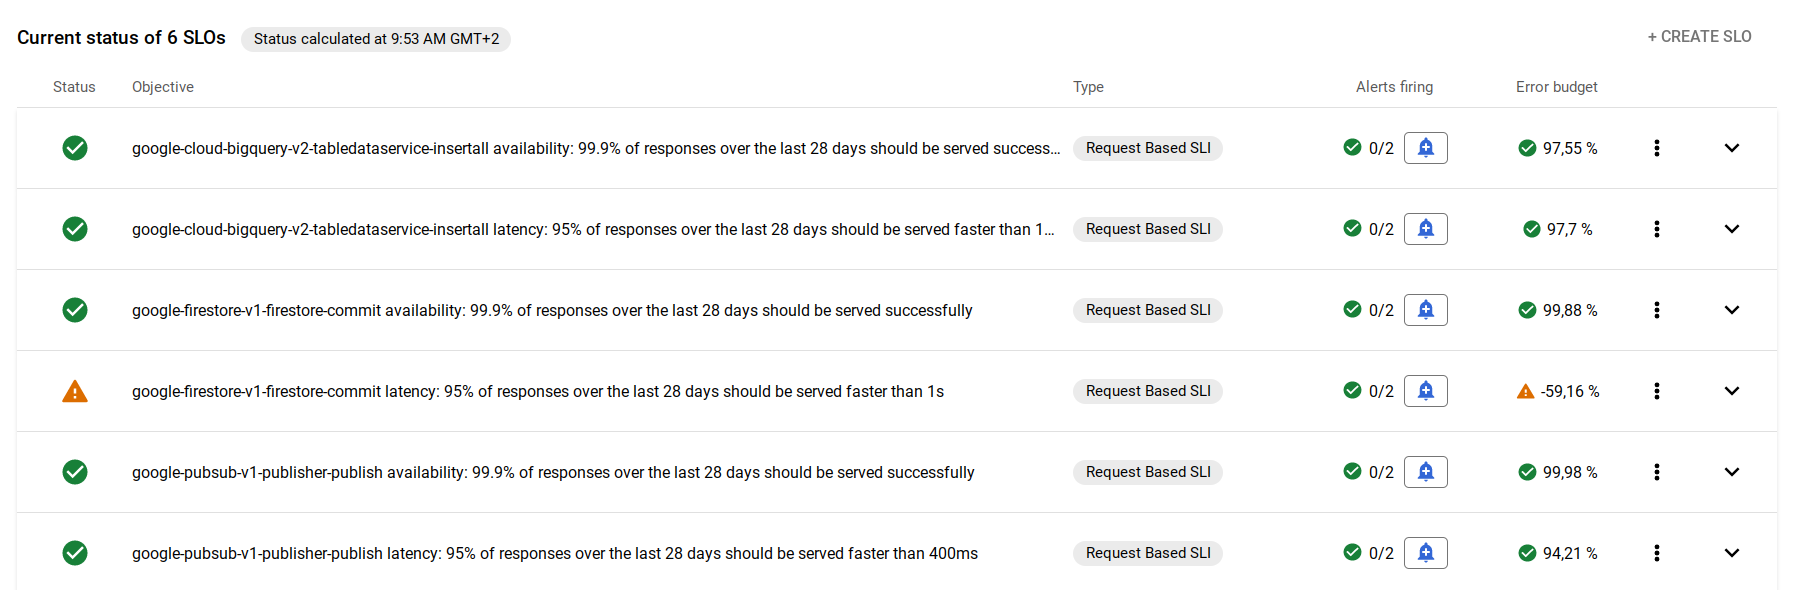 Current status of 6 SLOs Status calculated at 9:53 AM GMT+2 + CREATE SLO
Status Objective Type Alerts firing Error budget
google-cloud-bigquery-v2-tabledataservice-insertall availability: 99.9% of responses over the last 28 days should be served success... Request Based SLI 0/2 97,55 %
google-cloud-bigquery-v2-tabledataservice-insertall latency: 95% of responses over the last 28 days should be served faster than 1... Request Based SLI 0/2 97,7 %
google-firestore-v1-firestore-commit availability: 99.9% of responses over the last 28 days should be served successfully Request Based SLI 0/2 99,88 %
google-firestore-v1-firestore-commit latency: 95% of responses over the last 28 days should be served faster than 1s Request Based SLI 0/2 -59,16 %
google-pubsub-v1-publisher-publish availability: 99.9% of responses over the last 28 days should be served successfully Request Based SLI 0/2 99,98 %
google-pubsub-v1-publisher-publish latency: 95% of responses over the last 28 days should be served faster than 400ms Request Based SLI 0/2 94,21 %